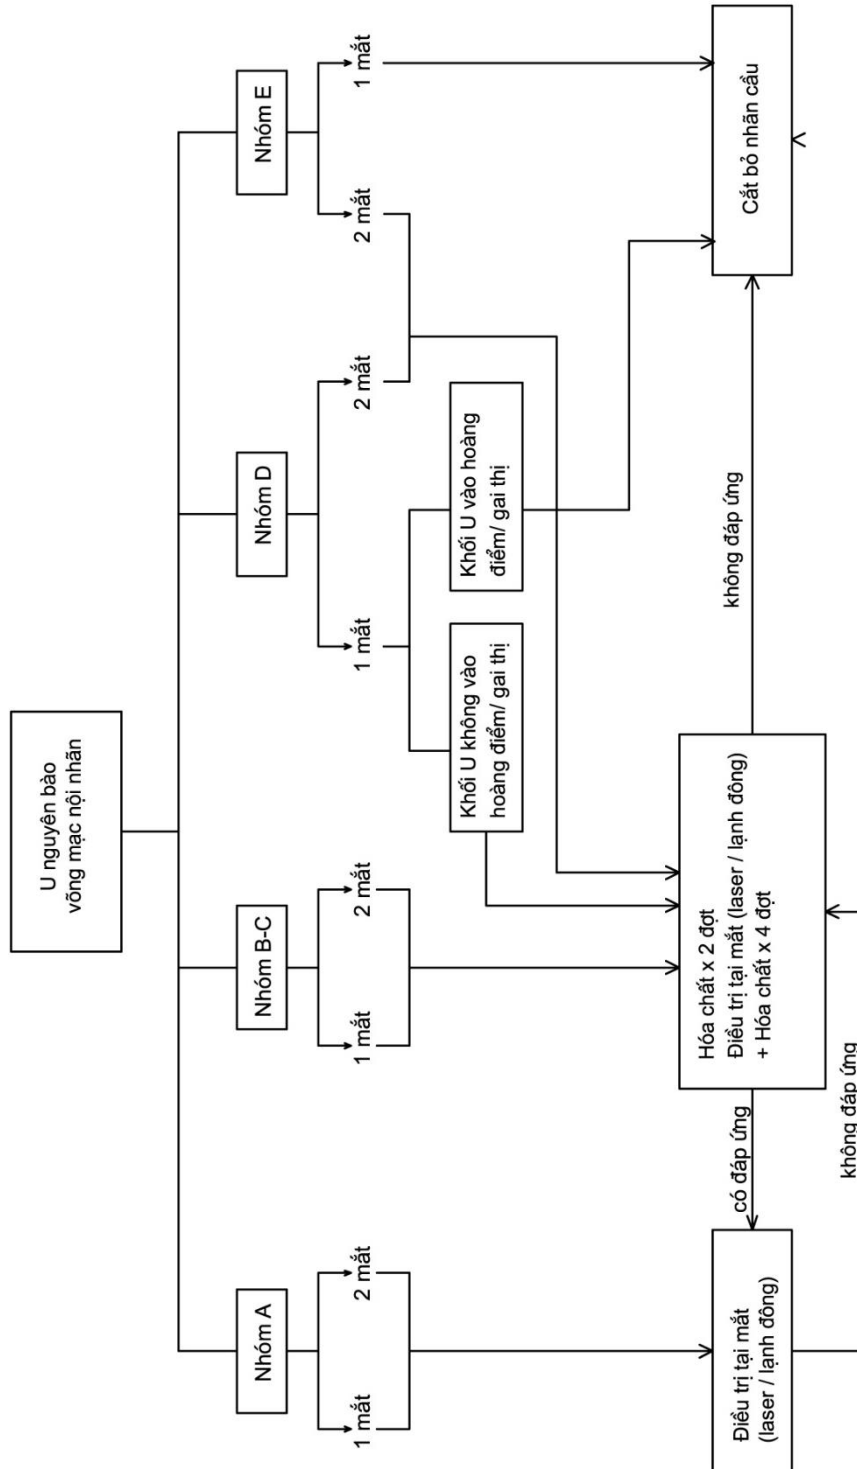 U nguyên bào
võng mạc nội nhãn
Nhóm A
Nhóm B-C
Nhóm D
Nhóm E
1 mắt
2 mắt
1 mắt
2 mắt
1 mắt
2 mắt
2 mắt
1 mắt
Khối U không vào
hoàng điểm/ gai thị
Khối U vào hoàng
điểm/ gai thị
Điều trị tại mắt
(laser / lạnh đông)
có đáp ứng
Hóa chất x 2 đợt
Điều trị tại mắt (laser / lạnh đông)
+ Hóa chất x 4 đợt
không đáp ứng
Cắt bỏ nhãn cầu
không đáp ứng